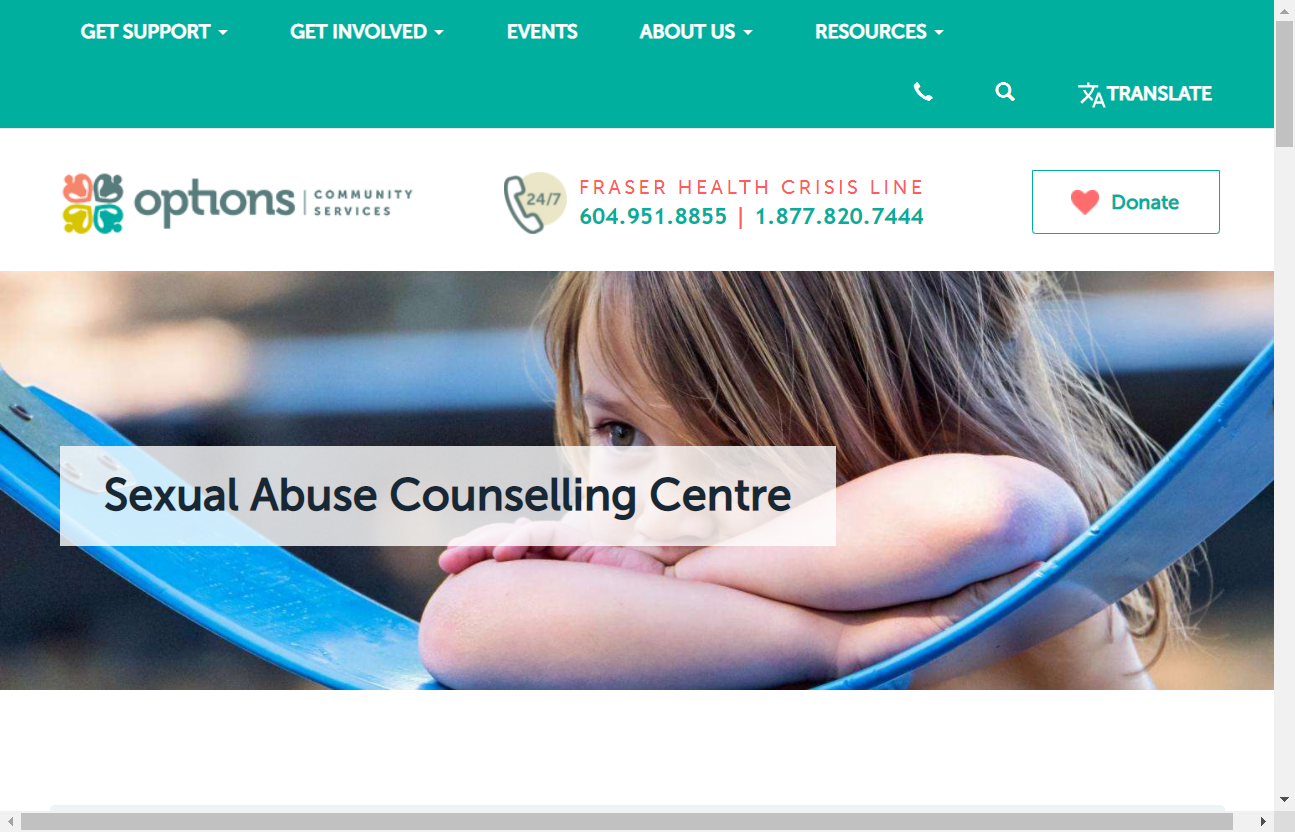 GET SUPPORT
GET INVOLVED
EVENTS
ABOUT US
RESOURCES
TRANSLATE
options | COMMUNITY SERVICES
24/7
FRASER HEALTH CRISIS LINE
604.951.8855 | 1.877.820.7444
Donate
Sexual Abuse Counselling Centre